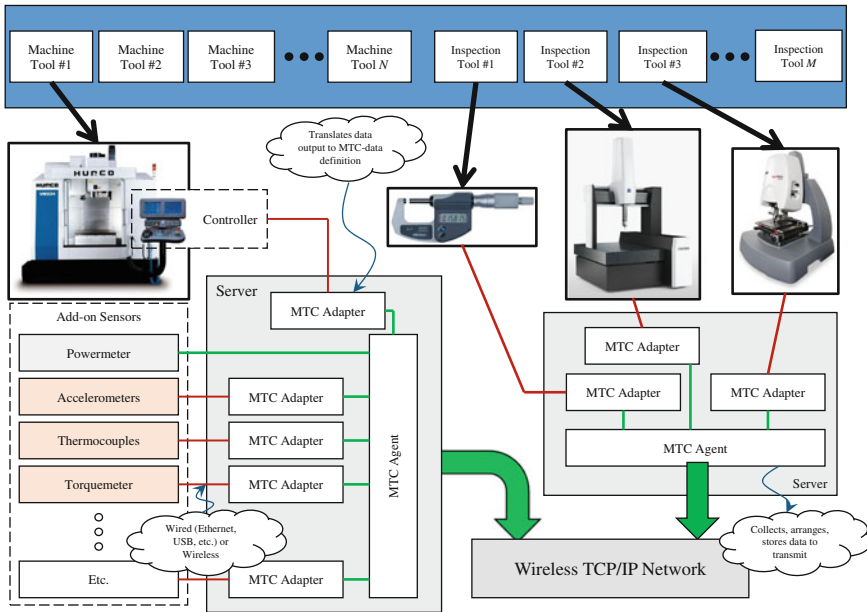 Machine
Tool #1
Machine
Tool #2
Machine
Tool #3
Machine
Tool N
Inspection
Tool #1
Inspection
Tool #2
Inspection
Tool #3
Inspection
Tool M
Translates data
output to MTC-data
definition
HURCO
Controller
Server
MTC Adapter
Add-on Sensors
Powermeter
Accelerometers
MTC Adapter
Thermocouples
MTC Adapter
Torquemeter
MTC Adapter
Wired (Ethernet,
USB, etc.) or
Wireless
Etc.
MTC Adapter
MTC Agent
MTC Adapter
MTC Adapter
MTC Adapter
MTC Agent
Server
Collects, arranges,
stores data to
transmit
Wireless TCP/IP Network